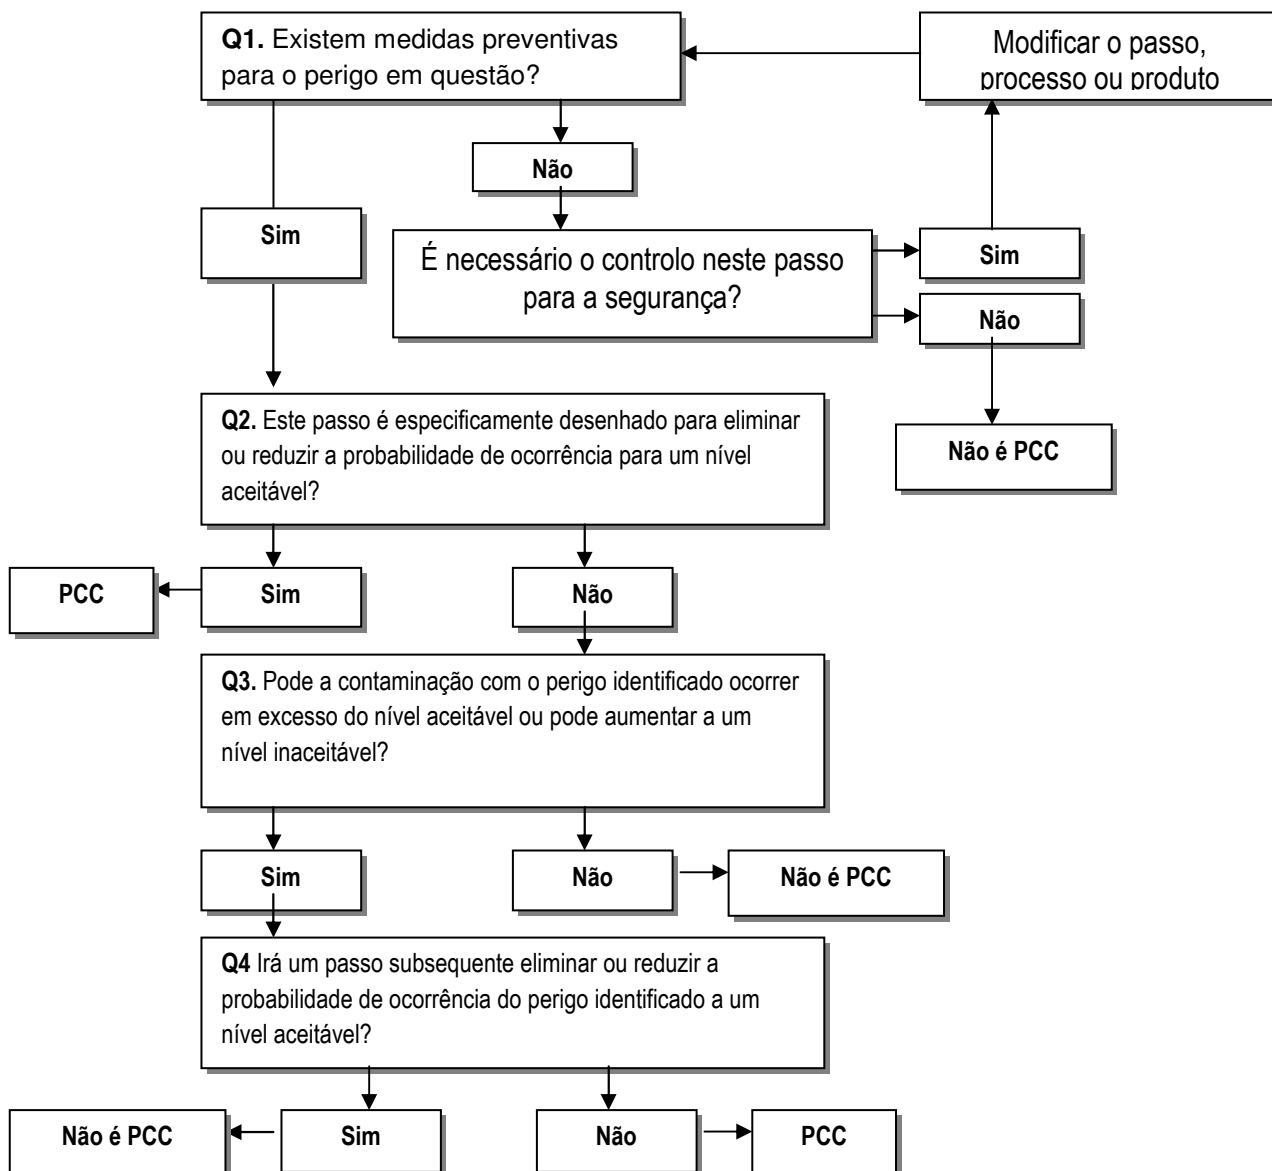 Q1. Existem medidas preventivas
para o perigo em questão?
Modificar o passo,
processo ou produto
Não
Sim
É necessário o controlo neste passo
para a segurança?
Sim
Não
Não é PCC
Q2. Este passo é especificamente desenhado para eliminar
ou reduzir a probabilidade de ocorrência para um nível
aceitável?
PCC
Sim
Não
Q3. Pode a contaminação com o perigo identificado ocorrer
em excesso do nível aceitável ou pode aumentar a um
nível inaceitável?
Sim
Não
Não é PCC
Q4 Irá um passo subsequente eliminar ou reduzir a
probabilidade de ocorrência do perigo identificado a um
nível aceitável?
Não é PCC
Sim
Não
PCC